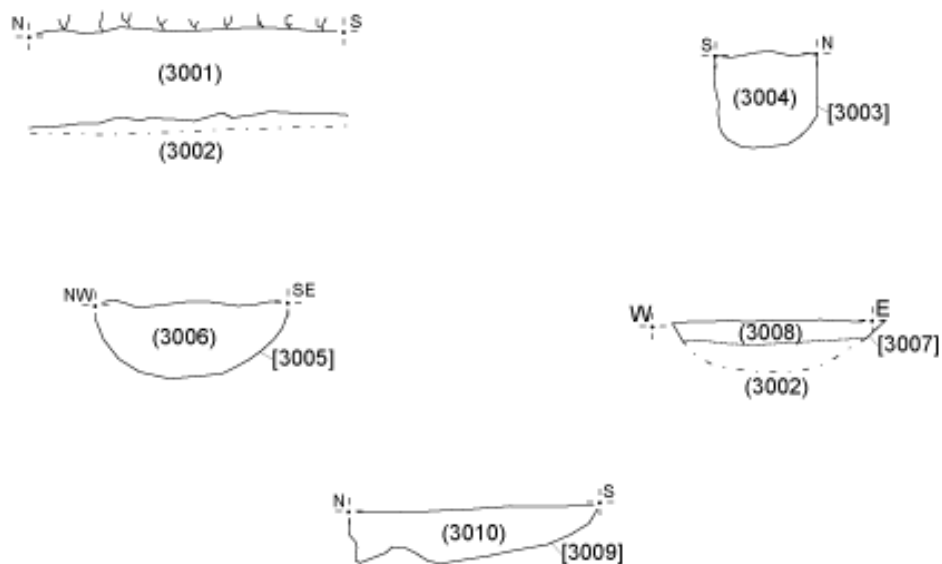 N S
(3001)
(3002)
S N
(3004)
[3003]
NW SE
(3006)
[3005]
W E
(3008)
[3007]
(3002)
N S
(3010)
[3009]